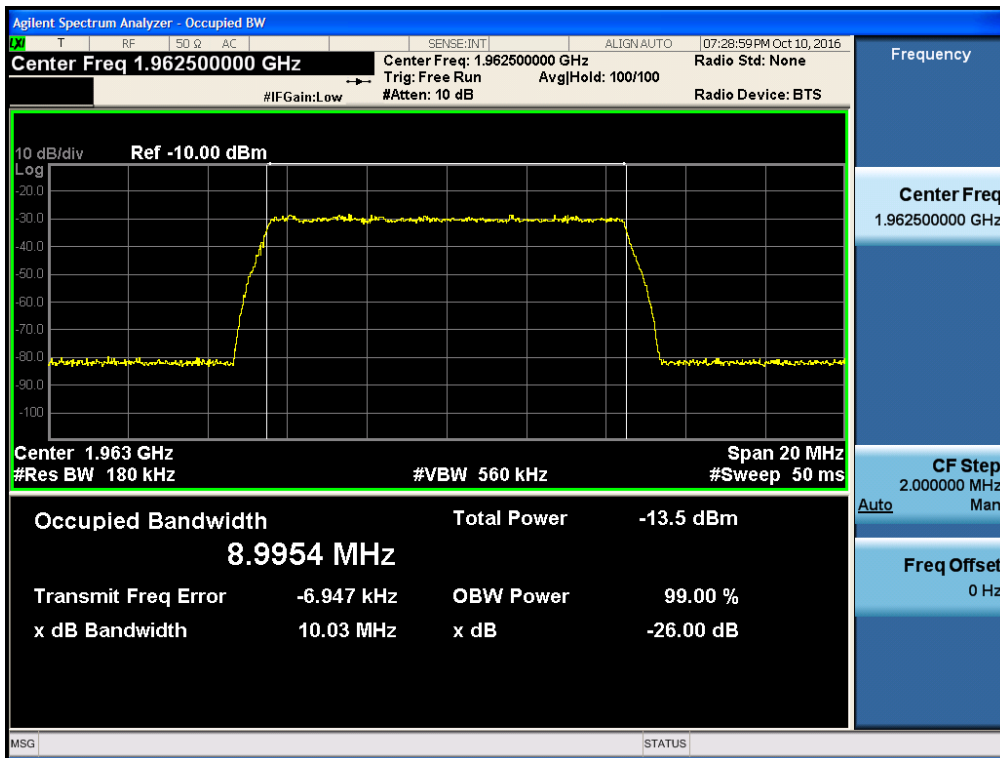 Agilent Spectrum Analyzer - Occupied BW
LXI T RF 50 Ω AC SENSE:INT ALIGN AUTO 07:28:59 PM Oct 10, 2016
Center Freq 1.962500000 GHz
Center Freq: 1.962500000 GHz
Radio Std: None
Trig: Free Run Avg|Hold: 100/100
#IFGain:Low
#Atten: 10 dB
Radio Device: BTS
10 dB/div Ref -10.00 dBm
Log
-20.0
-30.0
-40.0
-50.0
-60.0
-70.0
-80.0
-90.0
-100
Center 1.963 GHz Span 20 MHz
#Res BW 180 kHz #VBW 560 kHz #Sweep 50 ms
Occupied Bandwidth Total Power -13.5 dBm
8.9954 MHz
Transmit Freq Error -6.947 kHz OBW Power 99.00 %
x dB Bandwidth 10.03 MHz x dB -26.00 dB
Frequency
Center Freq
1.962500000 GHz
CF Step
2.000000 MHz
Auto Man
Freq Offset
0 Hz
MSG STATUS